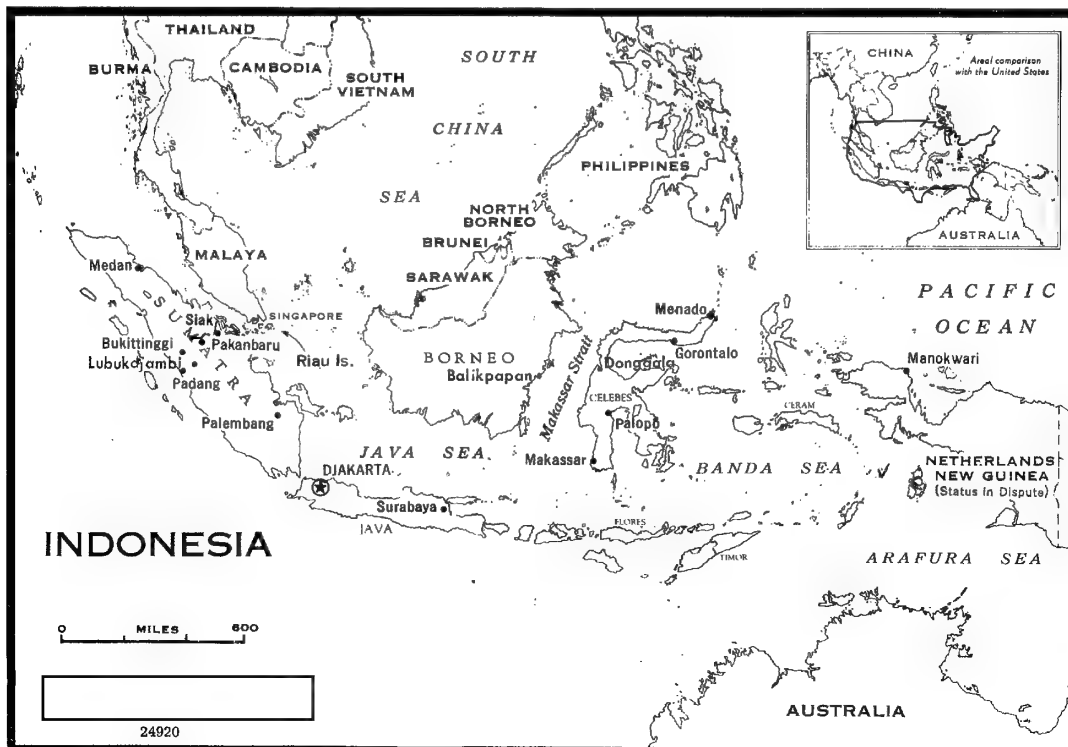 THAILAND
BURMA
CAMBODIA
SOUTH
VIETNAM
SOUTH
CHINA
SEA
PHILIPPINES
NORTH
BORNEO
BRUNEI
SARAWAK
MALAYA
Medan
SUMATRA
SINGAPORE
Siak
Pakanbaru
Bukittinggi
Lubukdjambi
Padang
Riau Is.
Palembang
BORNEO
Balikpapan
Makassar Strait
Menado
Gorontalo
Donggala
CELEBES
Palopo
Makassar
CERAM
Manokwari
PACIFIC
OCEAN
JAVA SEA
BANDA SEA
DJAKARTA
Surabaya
JAVA
FLORES
TIMOR
NETHERLANDS
NEW GUINEA
(Status in Dispute)
ARAFURA SEA
AUSTRALIA
INDONESIA
0 MILES 600
24920
CHINA
Areal comparison
with the United States
AUSTRALIA